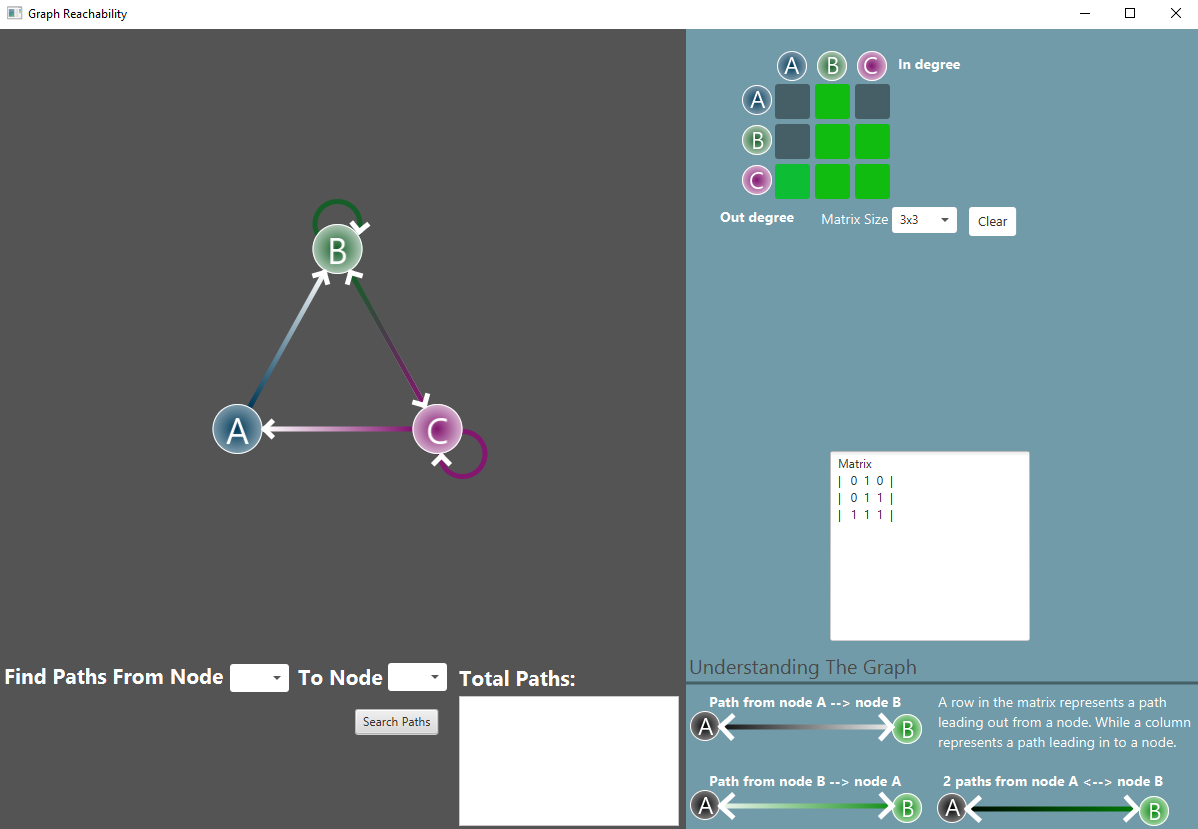 Graph Reachability
A B C In degree
A
B
C
Out degree Matrix Size 3x3 Clear
B
A
C
Matrix
| 0 1 0 |
| 0 1 1 |
| 1 1 1 |
Find Paths From Node To Node Total Paths:
Search Paths
Understanding The Graph
Path from node A --> node B
A B
A row in the matrix represents a path
leading out from a node. While a column
represents a path leading in to a node.
Path from node B --> node A
A B
2 paths from node A <--> node B
A B